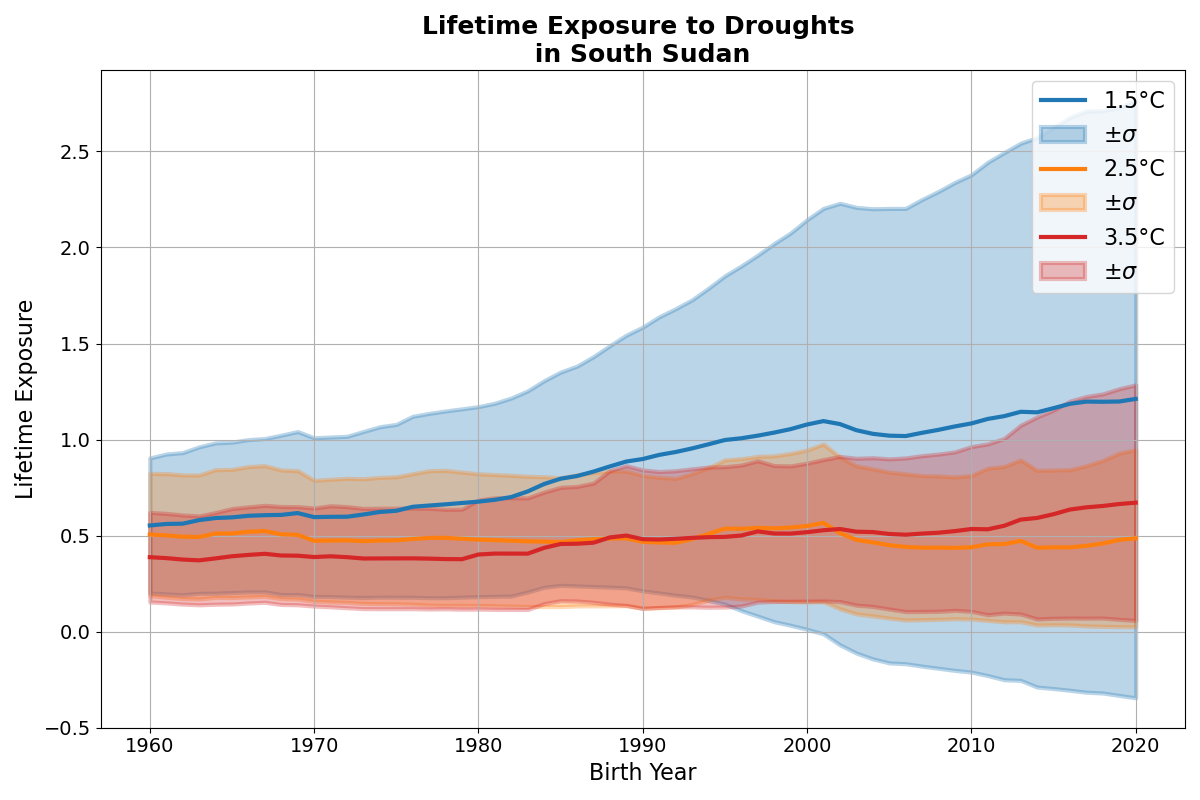 Lifetime Exposure to Droughts
in South Sudan
1.5°C
±σ
2.5°C
±σ
3.5°C
±σ
Lifetime Exposure
2.5
2.0
1.5
1.0
0.5
0.0
−0.5
1960 1970 1980 1990 2000 2010 2020
Birth Year